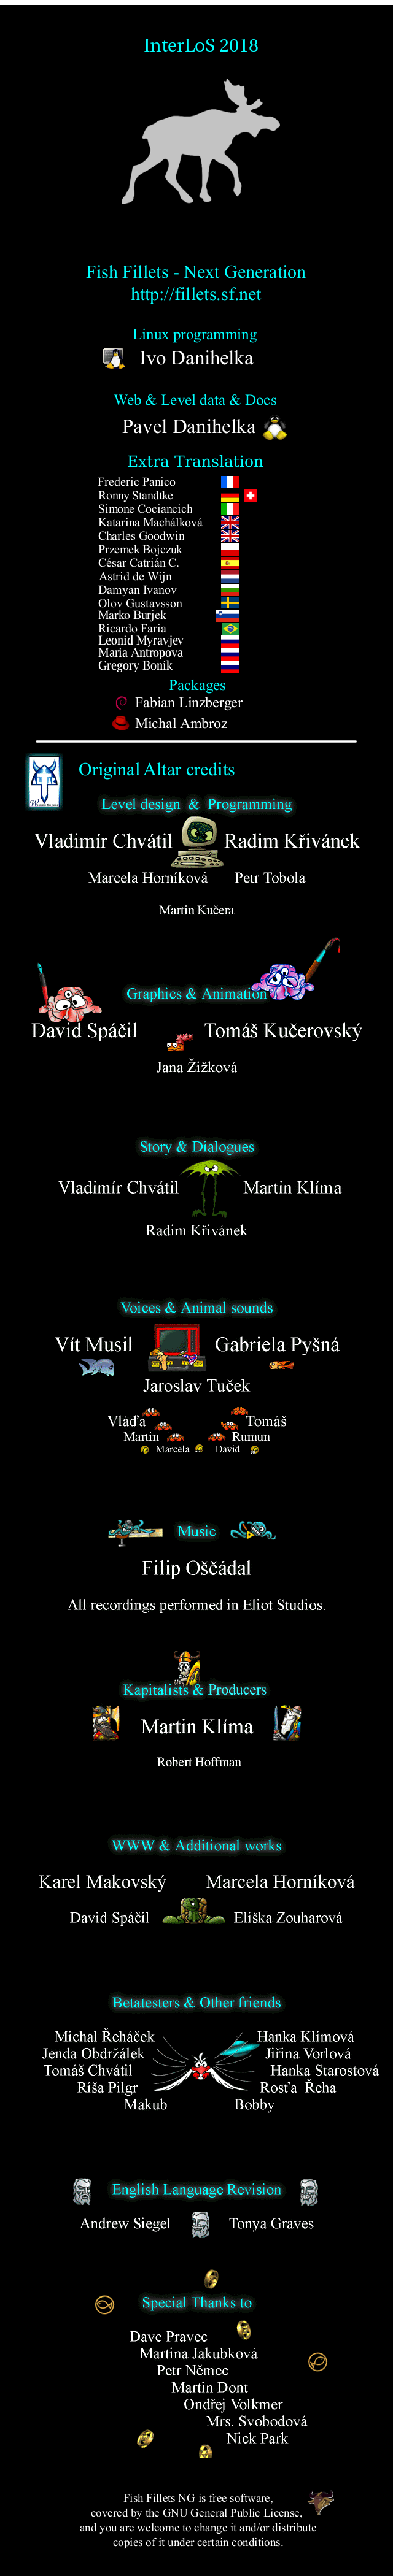 InterLoS 2018
Fish Fillets - Next Generation
http://fillets.sf.net
Linux programming
Ivo Danihelka
Web & Level data & Docs
Pavel Danihelka
Extra Translation
Frederic Panico
Ronny Standtke
Simone Cociancich
Katarina Machálková
Charles Goodwin
Przemek Bojczuk
César Catrián C.
Astrid de Wijn
Damyan Ivanov
Olov Gustavsson
Marko Burjek
Ricardo Faria
Leonid Myravjev
Maria Antropova
Gregory Bonik
Packages
Fabian Linzberger
Michal Ambroz
Original Altar credits
Level design & Programming
Vladimír Chvátil Radim Křivánek
Marcela Horníková Petr Tobola
Martin Kučera
Graphics & Animation
David Spáčil Tomáš Kučerovský
Jana Žižková
Story & Dialogues
Vladimír Chvátil Martin Klíma
Radim Křivánek
Voices & Animal sounds
Vít Musil Gabriela Pyšná
Jaroslav Tuček
Vláďa Tomáš
Martin Rumun
Marcela David
Music
Filip Oščádal
All recordings performed in Eliot Studios.
Kapitalists & Producers
Martin Klíma
Robert Hoffman
WWW & Additional works
Karel Makovský Marcela Horníková
David Spáčil Eliška Zouharová
Betatesters & Other friends
Michal Řeháček Hanka Klímová
Jenda Obdržálek Jiřina Vorlová
Tomáš Chvátil Hanka Starostová
Ríša Pilgr Rosťa Řeha
Makub Bobby
English Language Revision
Andrew Siegel Tonya Graves
Special Thanks to
Dave Pravec
Martina Jakubková
Petr Němec
Martin Dont
Ondřej Volkmer
Mrs. Svobodová
Nick Park
Fish Fillets NG is free software,
covered by the GNU General Public License,
and you are welcome to change it and/or distribute
copies of it under certain conditions.